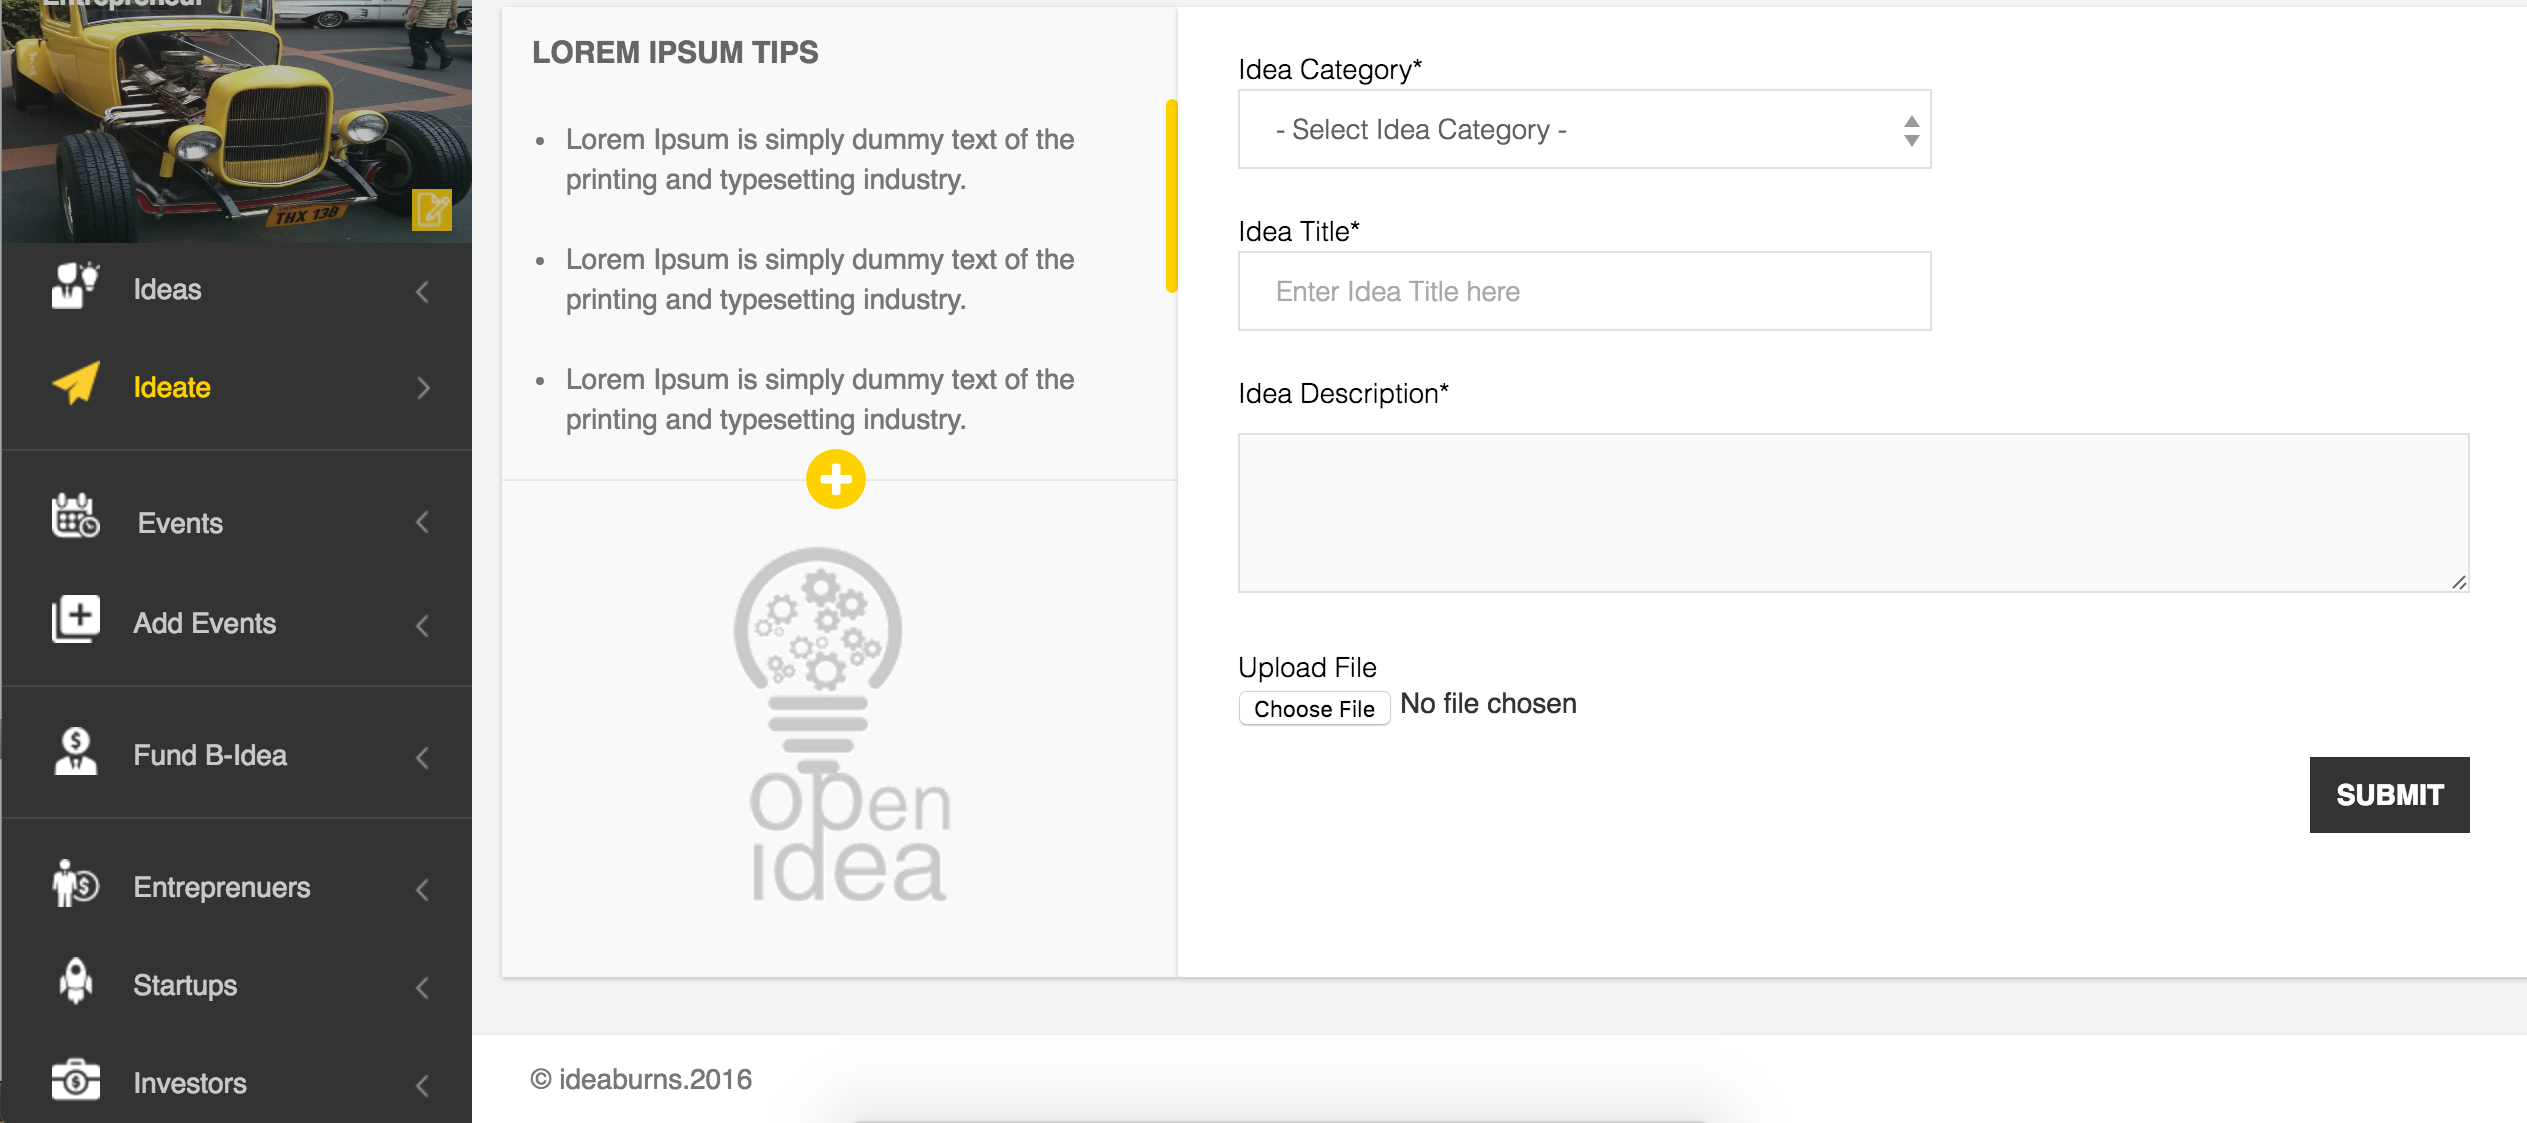 Entrepreneur
THX 138
Ideas
Ideate
Events
Add Events
Fund B-Idea
Entreprenuers
Startups
Investors
LOREM IPSUM TIPS
• Lorem Ipsum is simply dummy text of the
printing and typesetting industry.
• Lorem Ipsum is simply dummy text of the
printing and typesetting industry.
• Lorem Ipsum is simply dummy text of the
printing and typesetting industry.
open
idea
Idea Category*
- Select Idea Category -
Idea Title*
Enter Idea Title here
Idea Description*
Upload File
Choose File No file chosen
SUBMIT
© ideaburns.2016